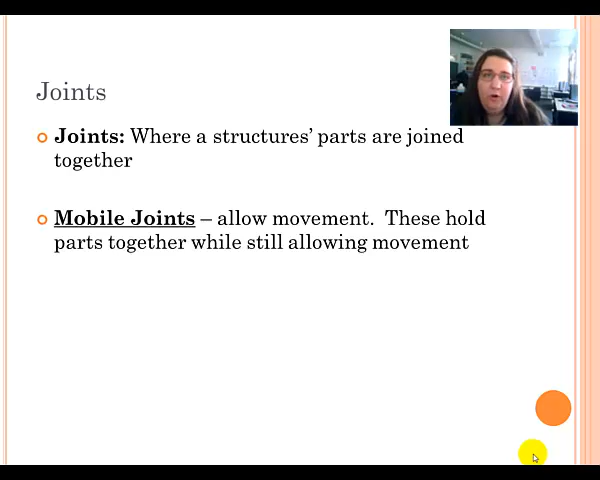 Joints
Joints: Where a structures' parts are joined
together
Mobile Joints – allow movement.  These hold
parts together while still allowing movement